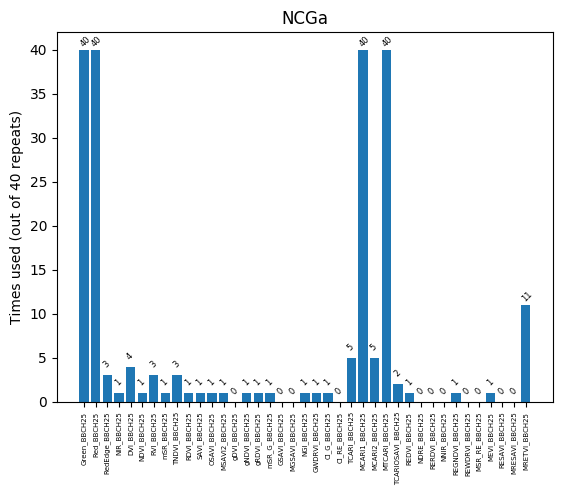 NCGa
Times used (out of 40 repeats)
40
35
30
25
20
15
10
5
0
40 40 3 1 4 1 3 1 3 1 1 1 1 0 1 1 1 0 0 1 1 1 0 5 40 5 40 2 1 0 0 0 1 0 0 1 0 0 11
Green_BBCH25
Red_BBCH25
RedEdge_BBCH25
NIR_BBCH25
DVI_BBCH25
NDVI_BBCH25
RVI_BBCH25
mSR_BBCH25
TNDVI_BBCH25
RDVI_BBCH25
SAVI_BBCH25
OSAVI_BBCH25
MSAVI2_BBCH25
gDVI_BBCH25
gNDVI_BBCH25
gRDVI_BBCH25
mSR_G_BBCH25
GSAVI_BBCH25
MGSAVI_BBCH25
NGI_BBCH25
GWDRVI_BBCH25
CI_G_BBCH25
CI_RE_BBCH25
TCARI_BBCH25
MCARI1_BBCH25
MCARI2_BBCH25
MTCARI_BBCH25
TCARIOSAVI_BBCH25
REDVI_BBCH25
NDRE_BBCH25
RERDVI_BBCH25
NNIR_BBCH25
REGNDVI_BBCH25
REWDRVI_BBCH25
MSR_RE_BBCH25
MEVI_BBCH25
RESAVI_BBCH25
MRESAVI_BBCH25
MRETVI_BBCH25